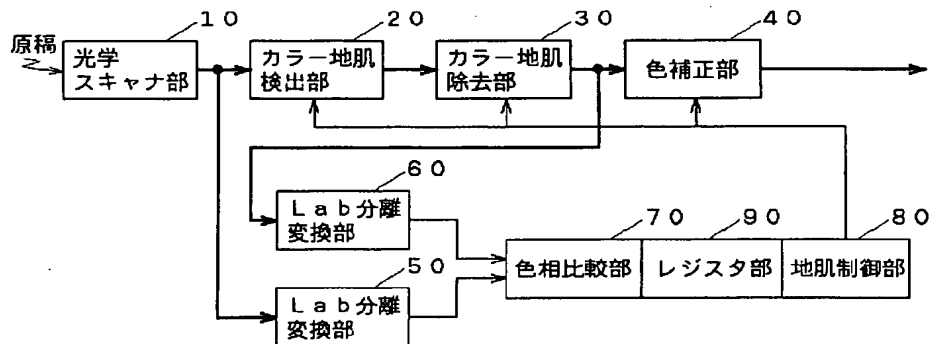 10
20
30
40
原稿
光学
スキャナ部
カラー地肌
検出部
カラー地肌
除去部
色補正部
60
Lab分離
変換部
70
90
80
色相比較部
レジスタ部
地肌制御部
50
Lab分離
変換部